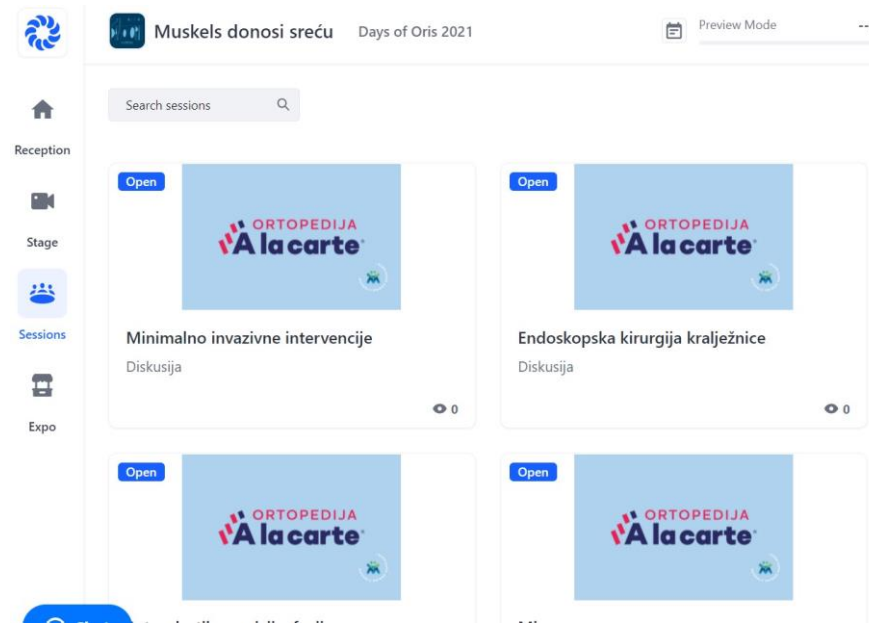 Muskels donosi sreću
Days of Oris 2021
Preview Mode
--
Search sessions
Reception
Stage
Sessions
Expo
Open
ORTOPEDIJA
À la carte
Minimalno invazivne intervencije
Diskusija
0
Open
ORTOPEDIJA
À la carte
Endoskopska kirurgija kralježnice
Diskusija
0
Open
ORTOPEDIJA
À la carte
Open
ORTOPEDIJA
À la carte